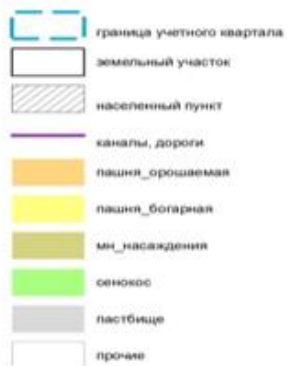 граница учетного квартала
земельный участок
населенный пункт
каналы, дороги
пашня_орошаемая
пашня_богарная
мн_насаждения
сенокос
пастбище
прочие